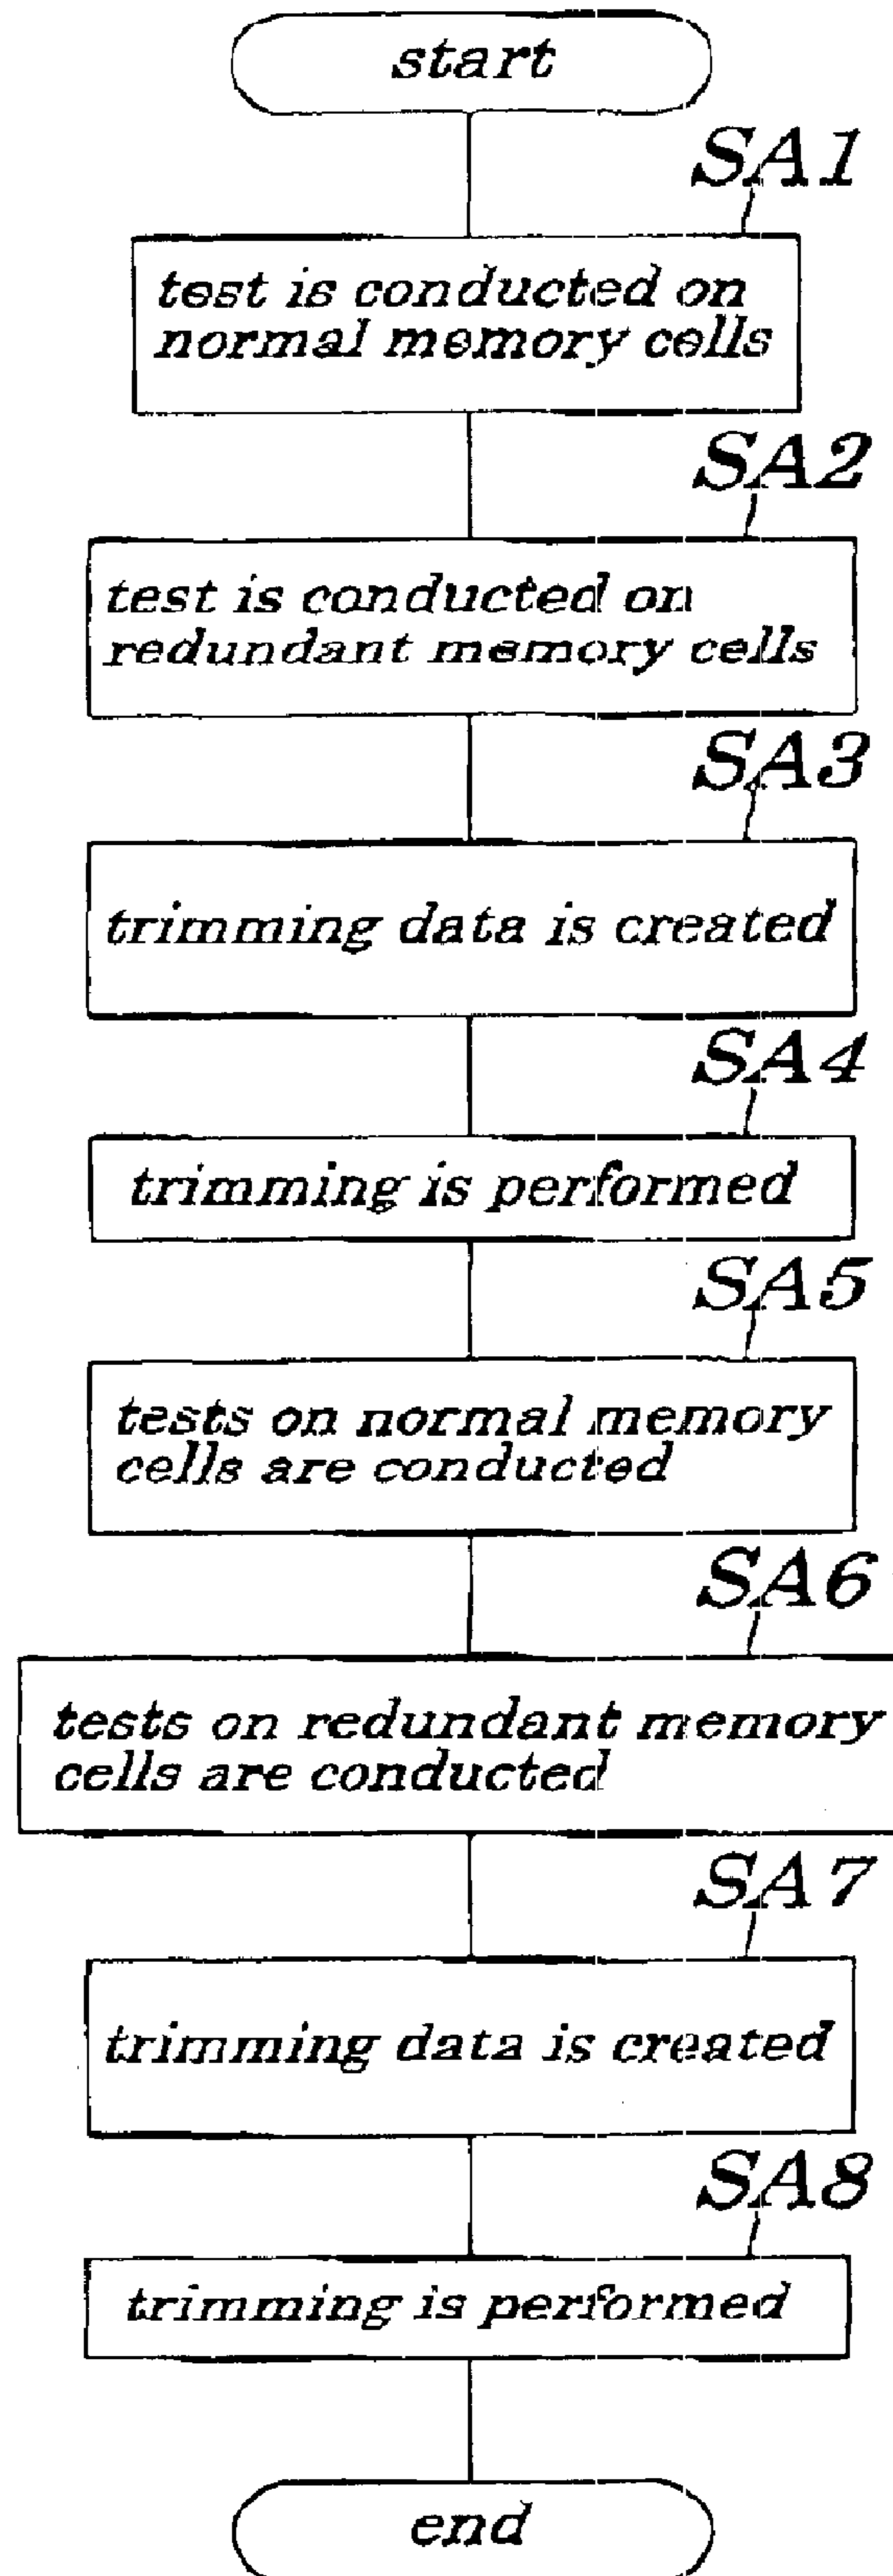 start
SA1
test is conducted on
normal memory cells
SA2
test is conducted on
redundant memory cells
SA3
trimming data is created
SA4
trimming is performed
SA5
tests on normal memory
cells are conducted
SA6
tests on redundant memory
cells are conducted
SA7
trimming data is created
SA8
trimming is performed
end